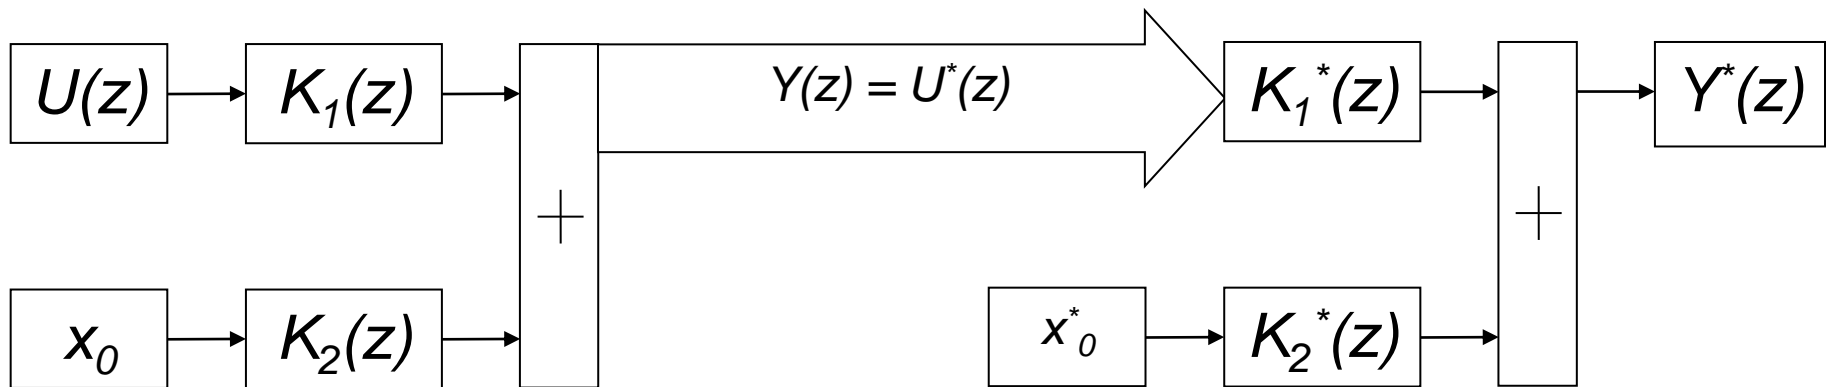 U(z)
K₁(z)
Y(z) = U*(z)
K₁*(z)
Y*(z)
+
+
x₀
K₂(z)
x*₀
K₂*(z)